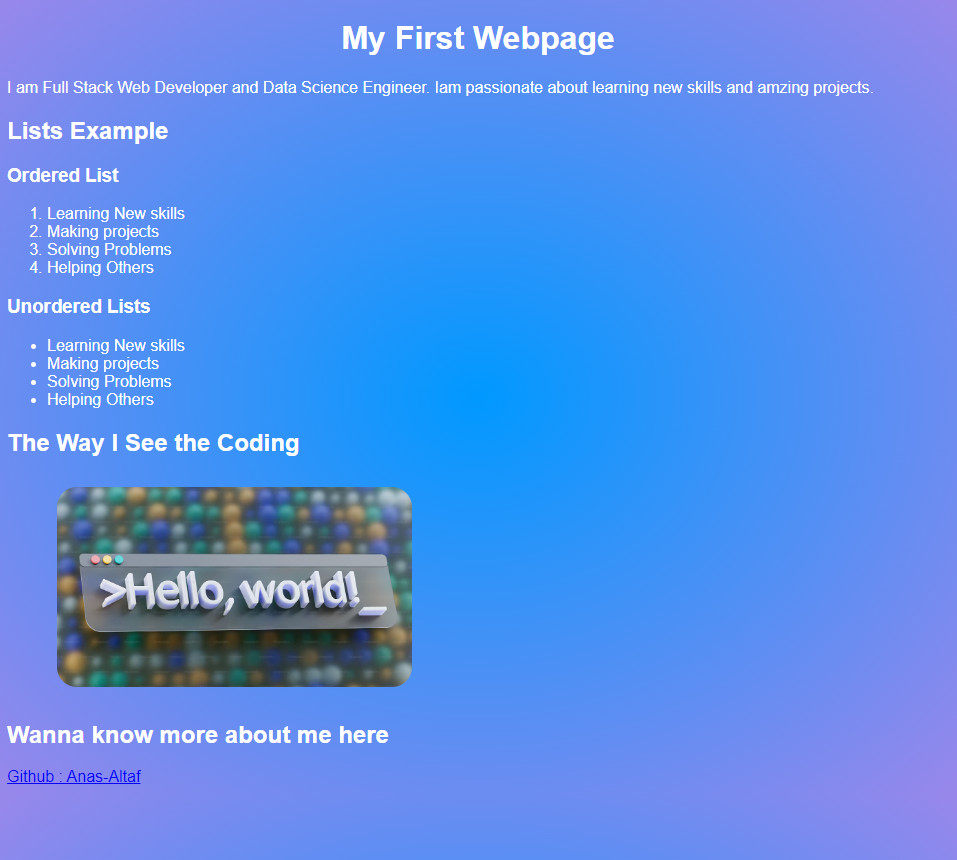 My First Webpage
I am Full Stack Web Developer and Data Science Engineer. Iam passionate about learning new skills and amzing projects.
Lists Example
Ordered List
1. Learning New skills
2. Making projects
3. Solving Problems
4. Helping Others
Unordered Lists
• Learning New skills
• Making projects
• Solving Problems
• Helping Others
The Way I See the Coding
>Hello, world!_
Wanna know more about me here
Github : Anas-Altaf